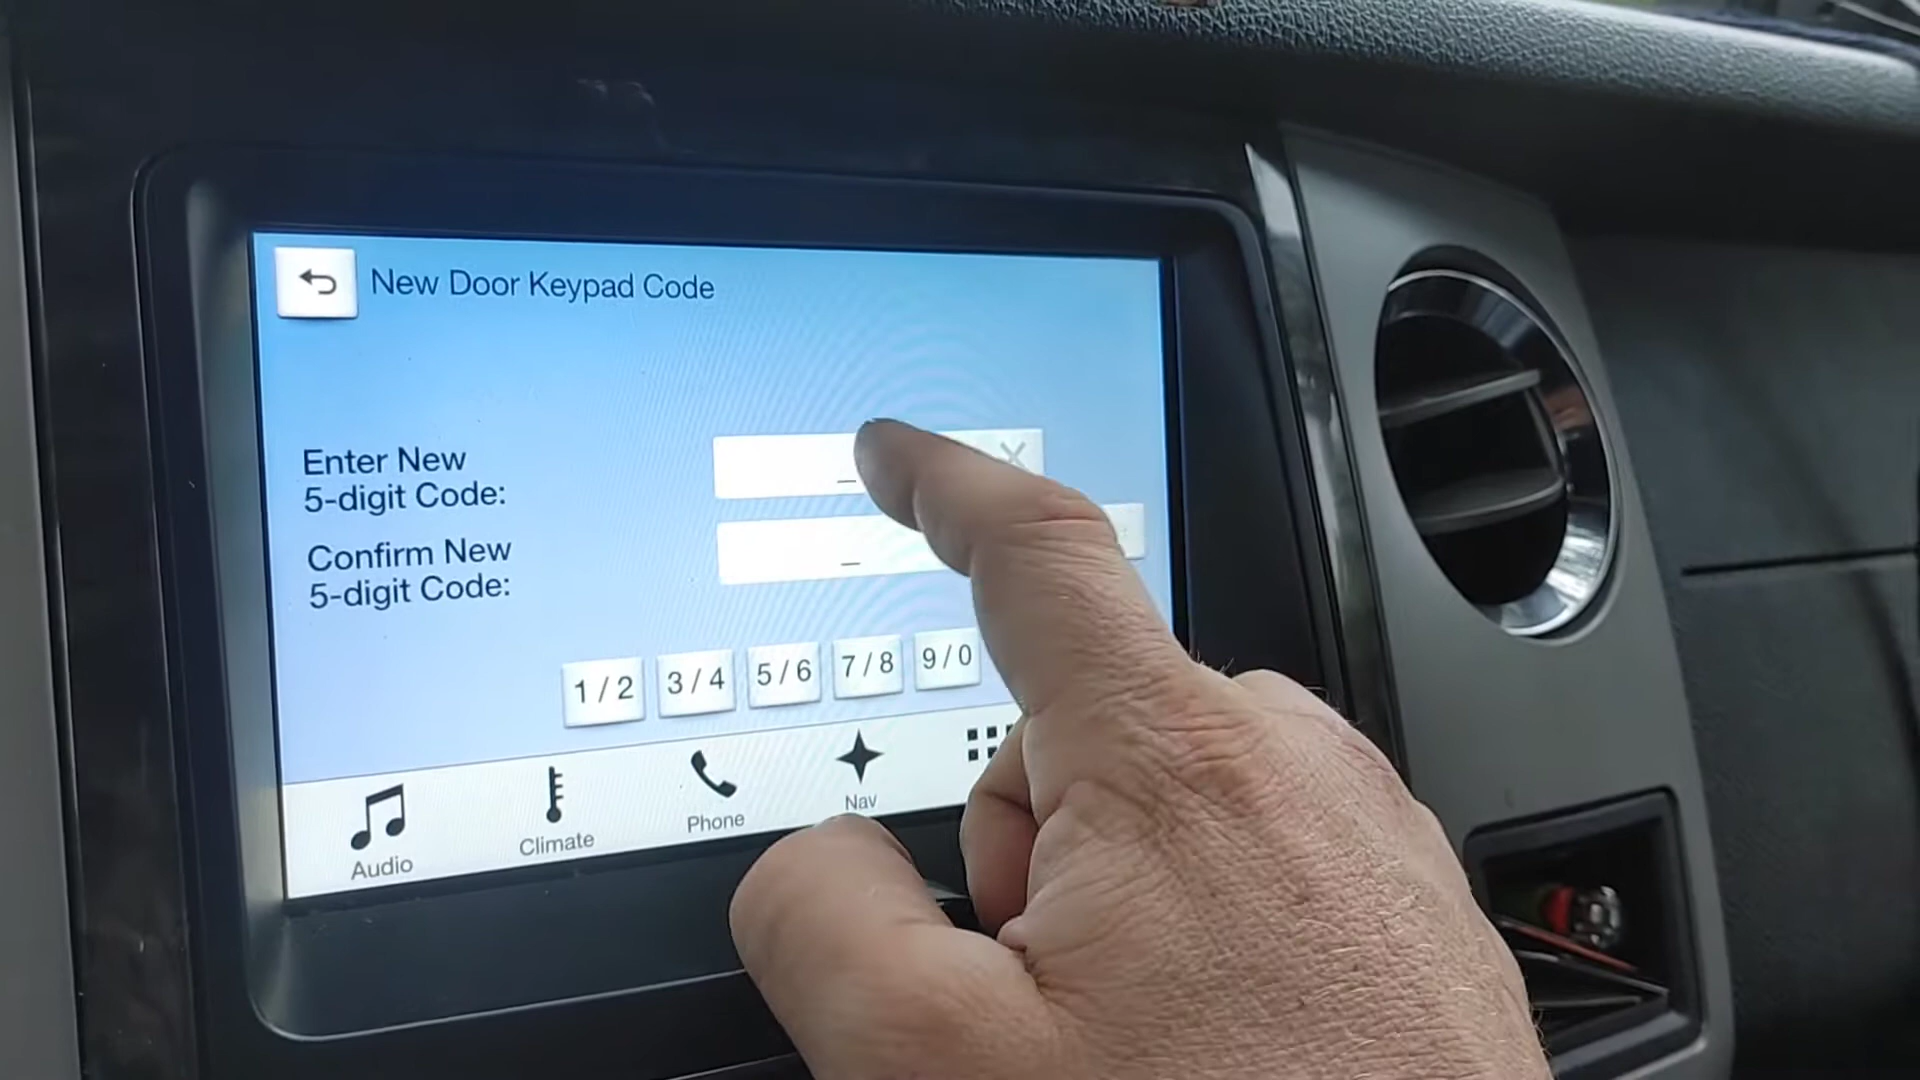 New Door Keypad Code
Enter New
5-digit Code:
Confirm New
5-digit Code:
1 / 2 3 / 4 5 / 6 7 / 8 9 / 0
Audio Climate Phone Nav